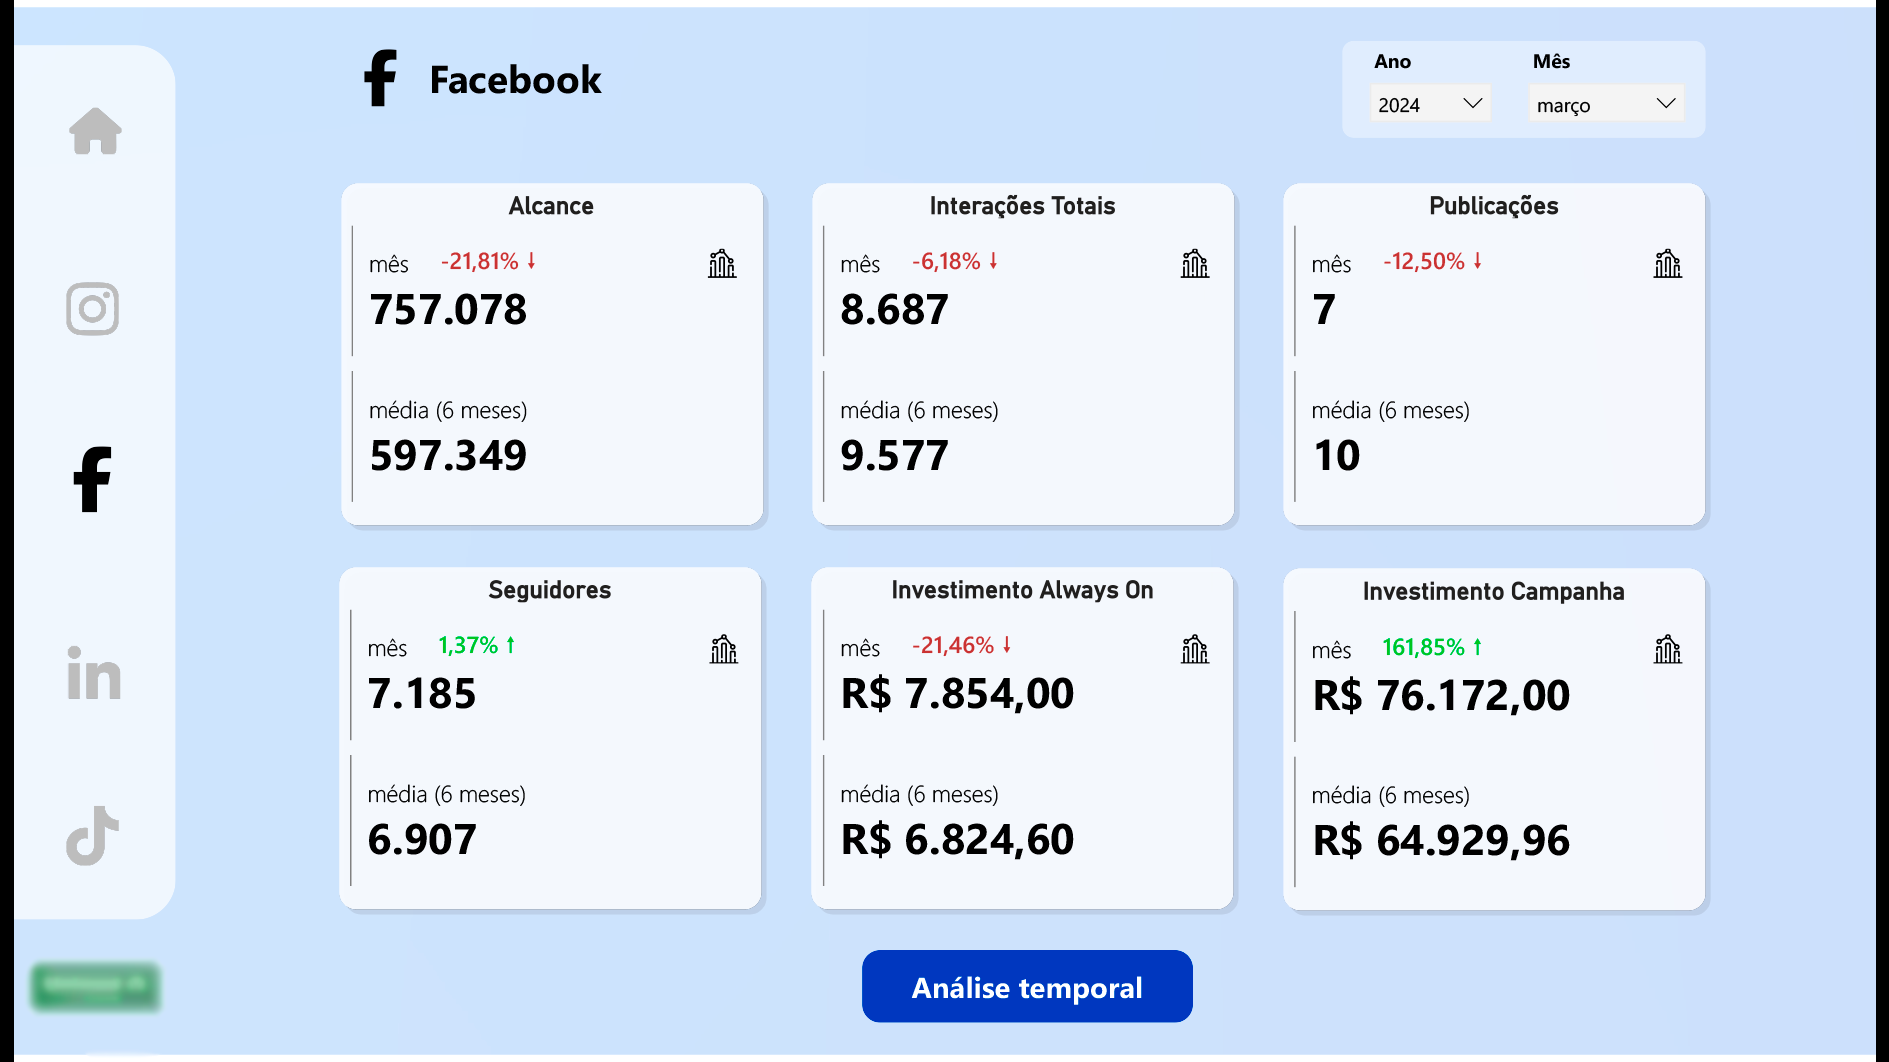 Facebook
Ano
Mês
2024
março
Alcance
mês -21,81% ↓
757.078
média (6 meses)
597.349
Interações Totais
mês -6,18% ↓
8.687
média (6 meses)
9.577
Publicações
mês -12,50% ↓
7
média (6 meses)
10
Seguidores
mês 1,37% ↑
7.185
média (6 meses)
6.907
Investimento Always On
mês -21,46% ↓
R$ 7.854,00
média (6 meses)
R$ 6.824,60
Investimento Campanha
mês 161,85% ↑
R$ 76.172,00
média (6 meses)
R$ 64.929,96
Análise temporal